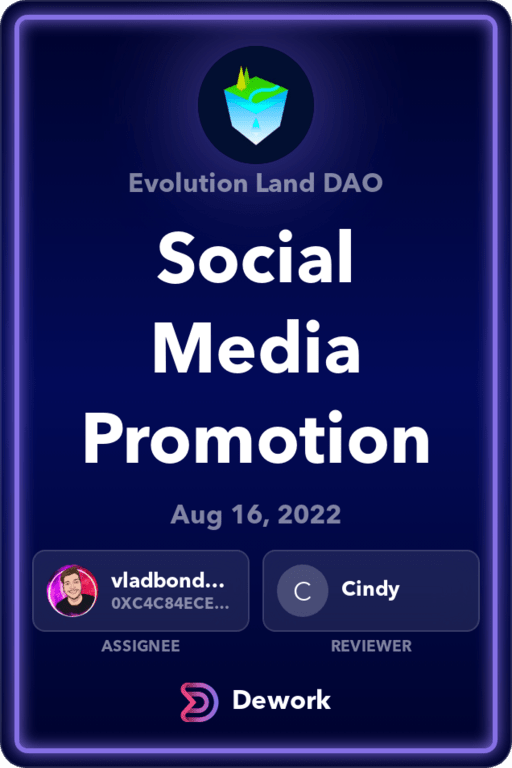 Evolution Land DAO
Social
Media
Promotion
Aug 16, 2022
vladbond...
0XC4C84ECE...
ASSIGNEE
C
Cindy
REVIEWER
Dework